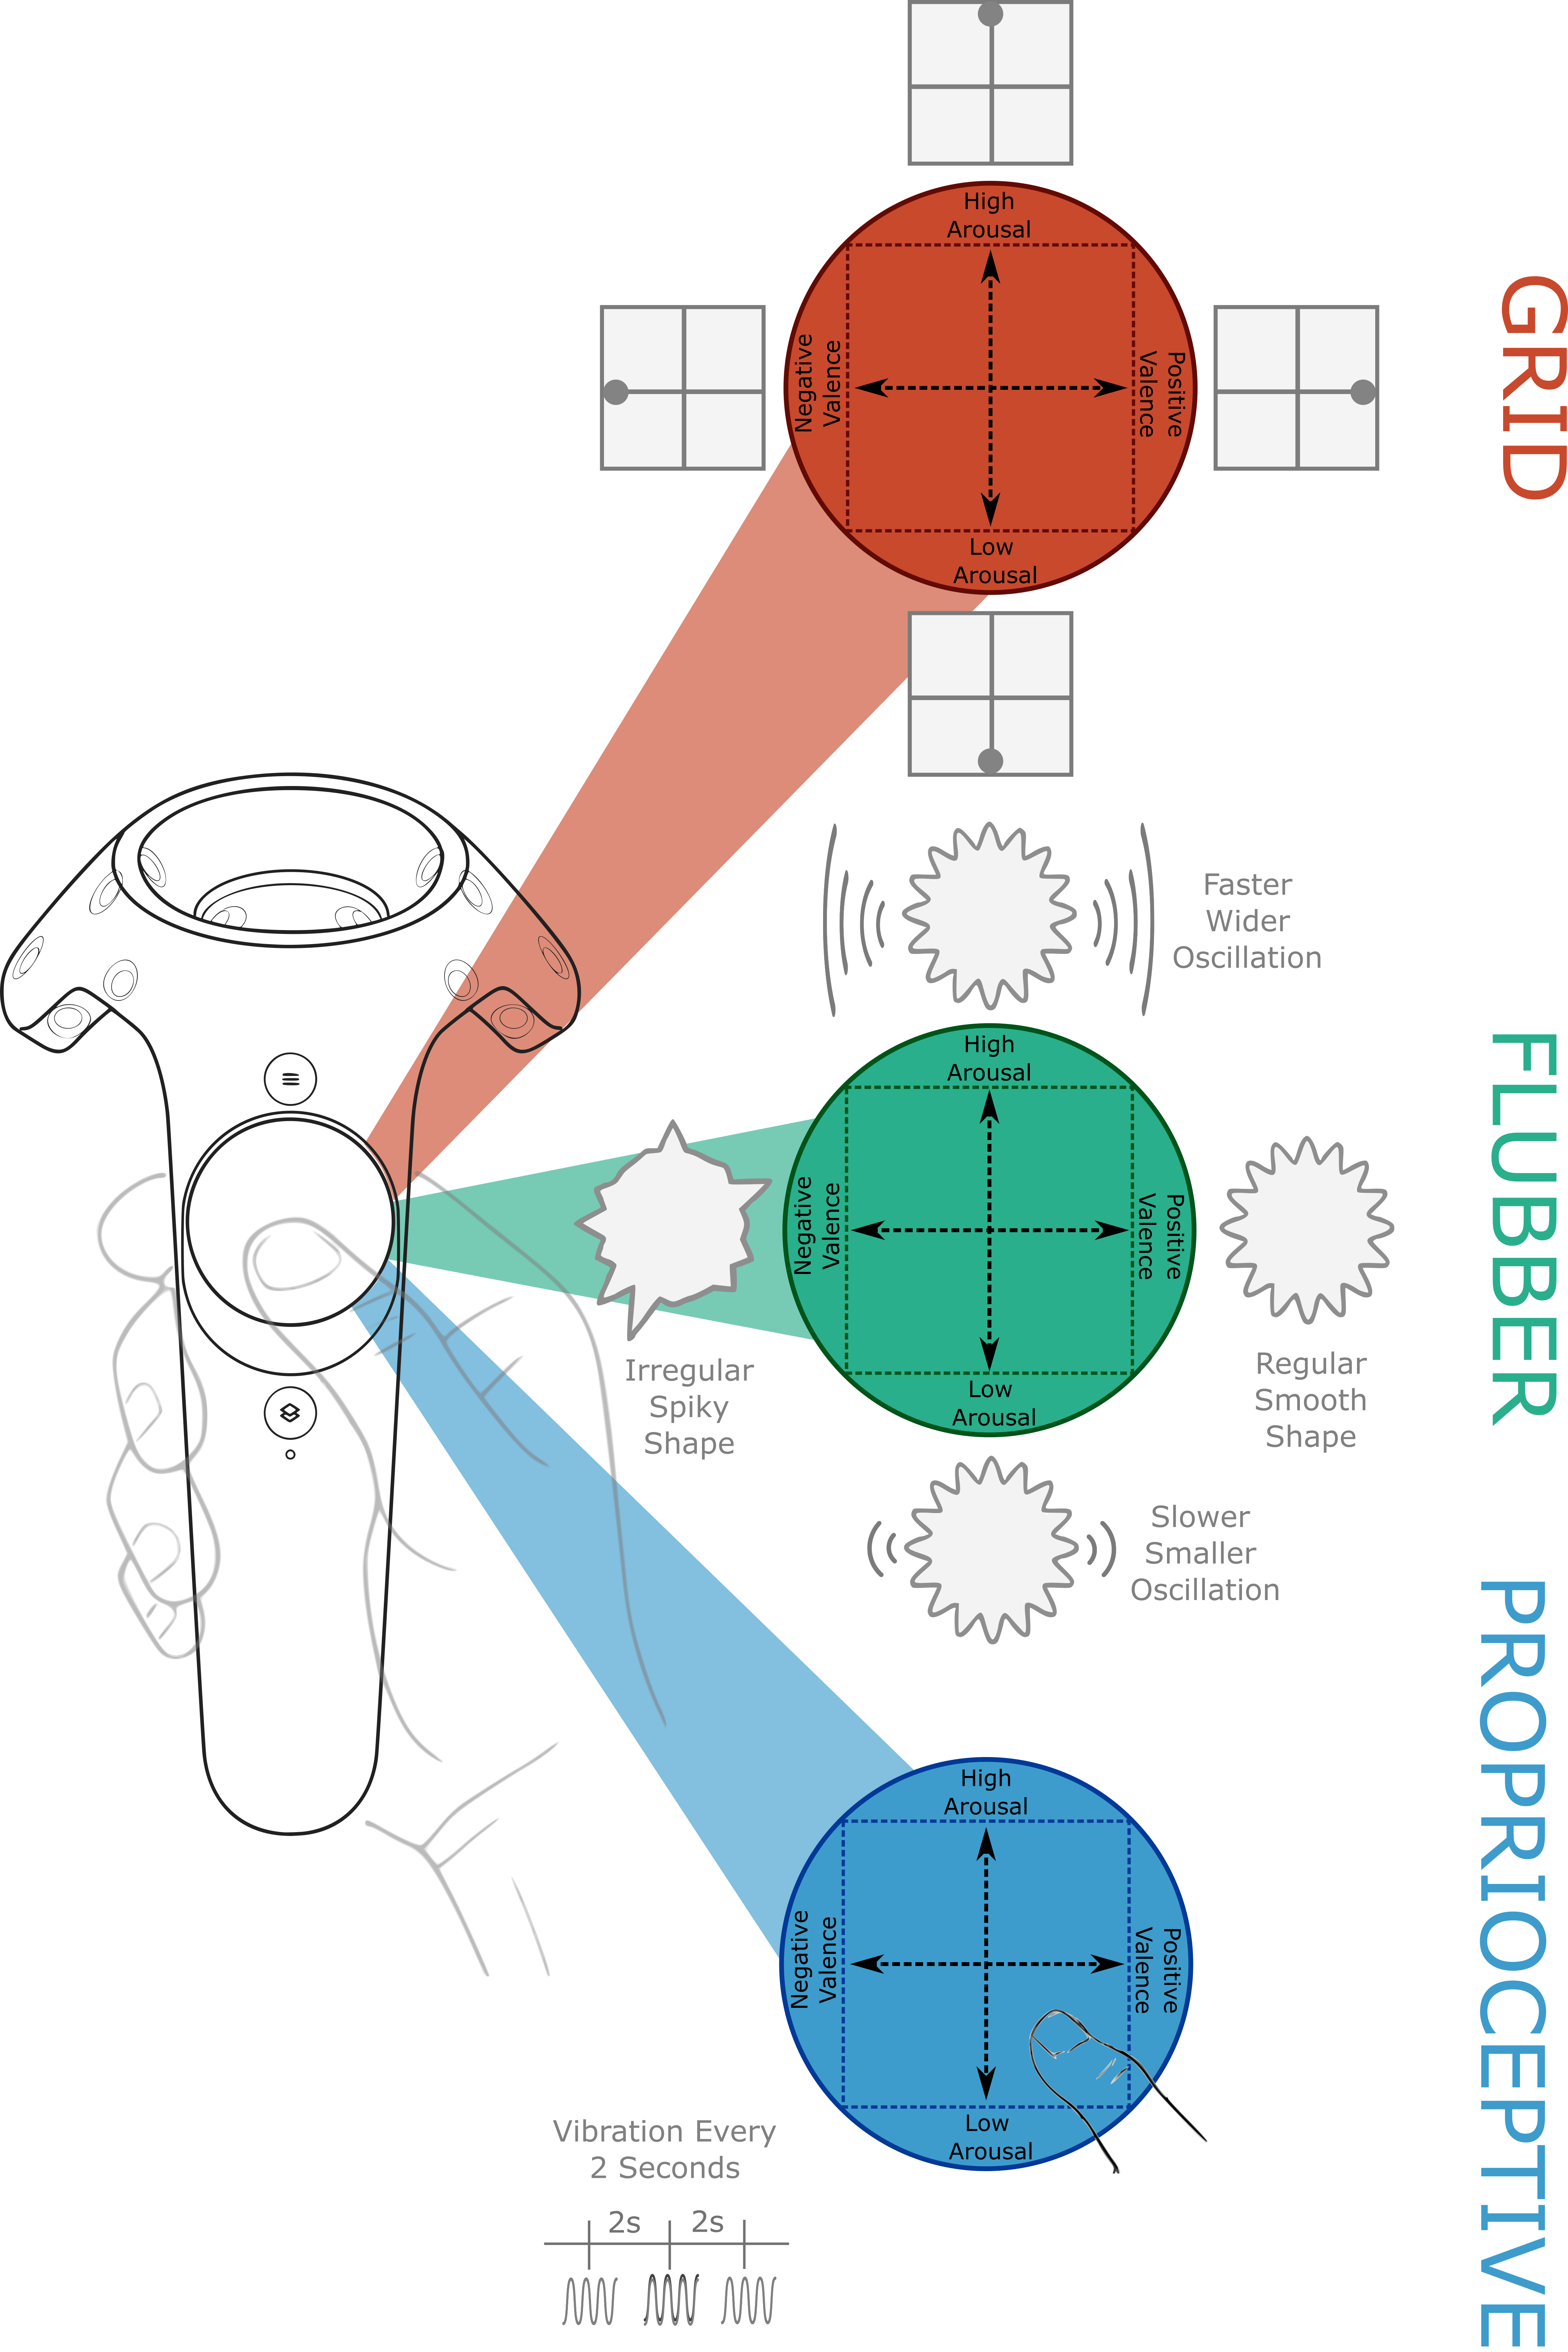 High
Arousal
Negative
Valence
Positive
Valence
Low
Arousal
GRID
Faster
Wider
Oscillation
High
Arousal
Negative
Valence
Positive
Valence
Low
Arousal
Irregular
Spiky
Shape
Regular
Smooth
Shape
Slower
Smaller
Oscillation
FLUBBER
High
Arousal
Negative
Valence
Positive
Valence
Low
Arousal
Vibration Every
2 Seconds
2s 2s
PROPRIOCEPTIVE